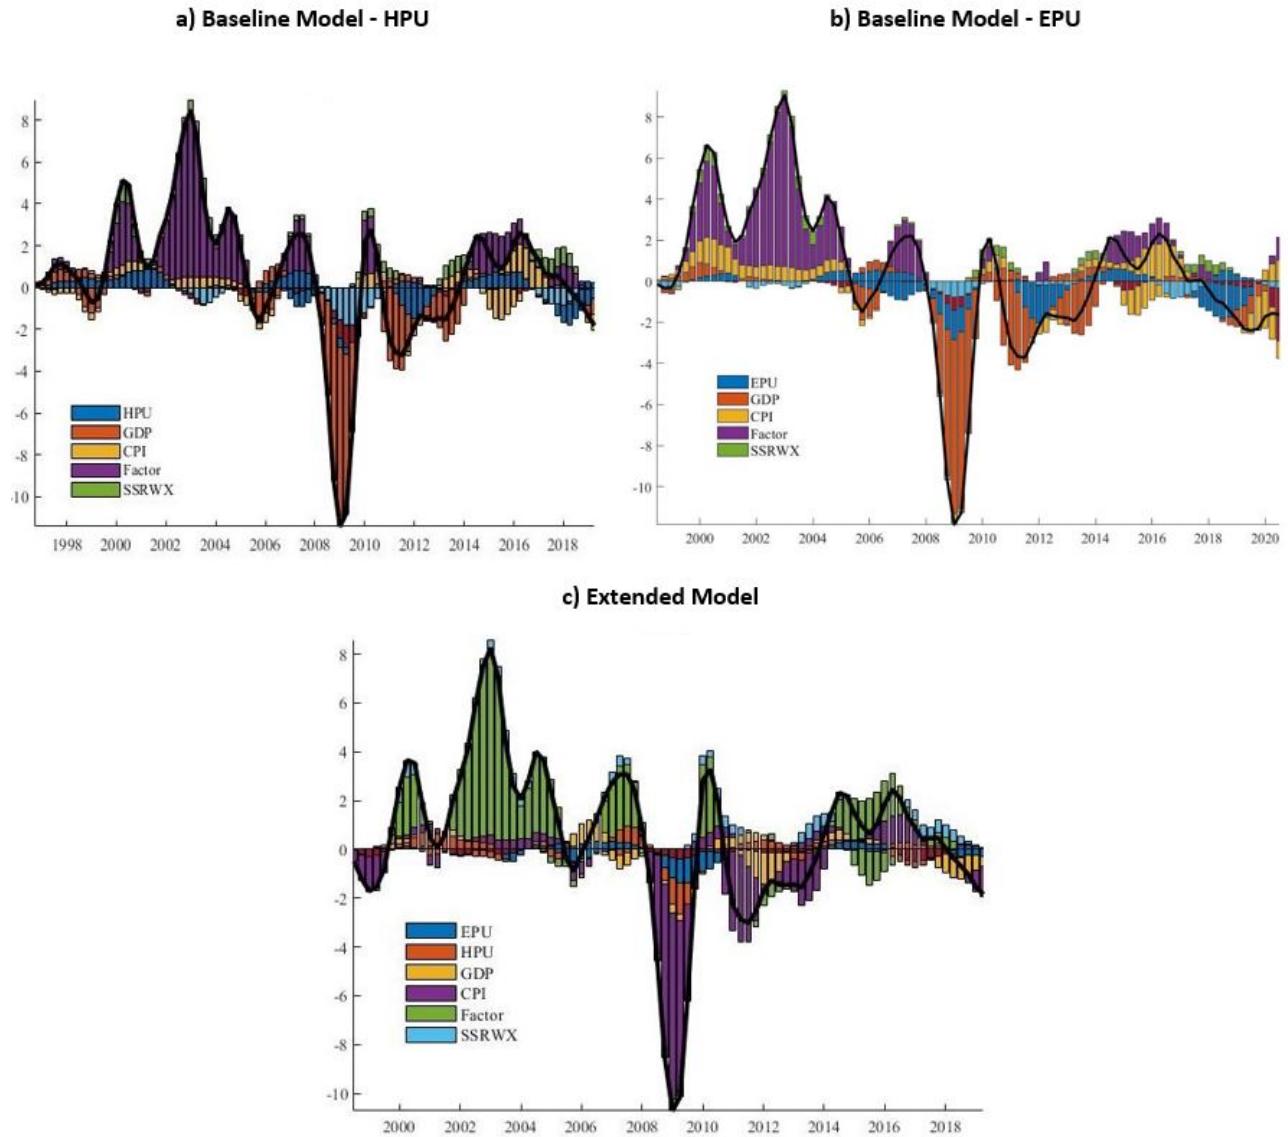 a) Baseline Model - HPU
8
6
4
2
0
-2
-4
-6
-8
10
HPU
GDP
CPI
Factor
SSRWX
1998 2000 2002 2004 2006 2008 2010 2012 2014 2016 2018
b) Baseline Model - EPU
8
6
4
2
0
-2
-4
-6
-8
-10
EPU
GDP
CPI
Factor
SSRWX
2000 2002 2004 2006 2008 2010 2012 2014 2016 2018 2020
c) Extended Model
8
6
4
2
0
-2
-4
-6
-8
-10
EPU
HPU
GDP
CPI
Factor
SSRWX
2000 2002 2004 2006 2008 2010 2012 2014 2016 2018